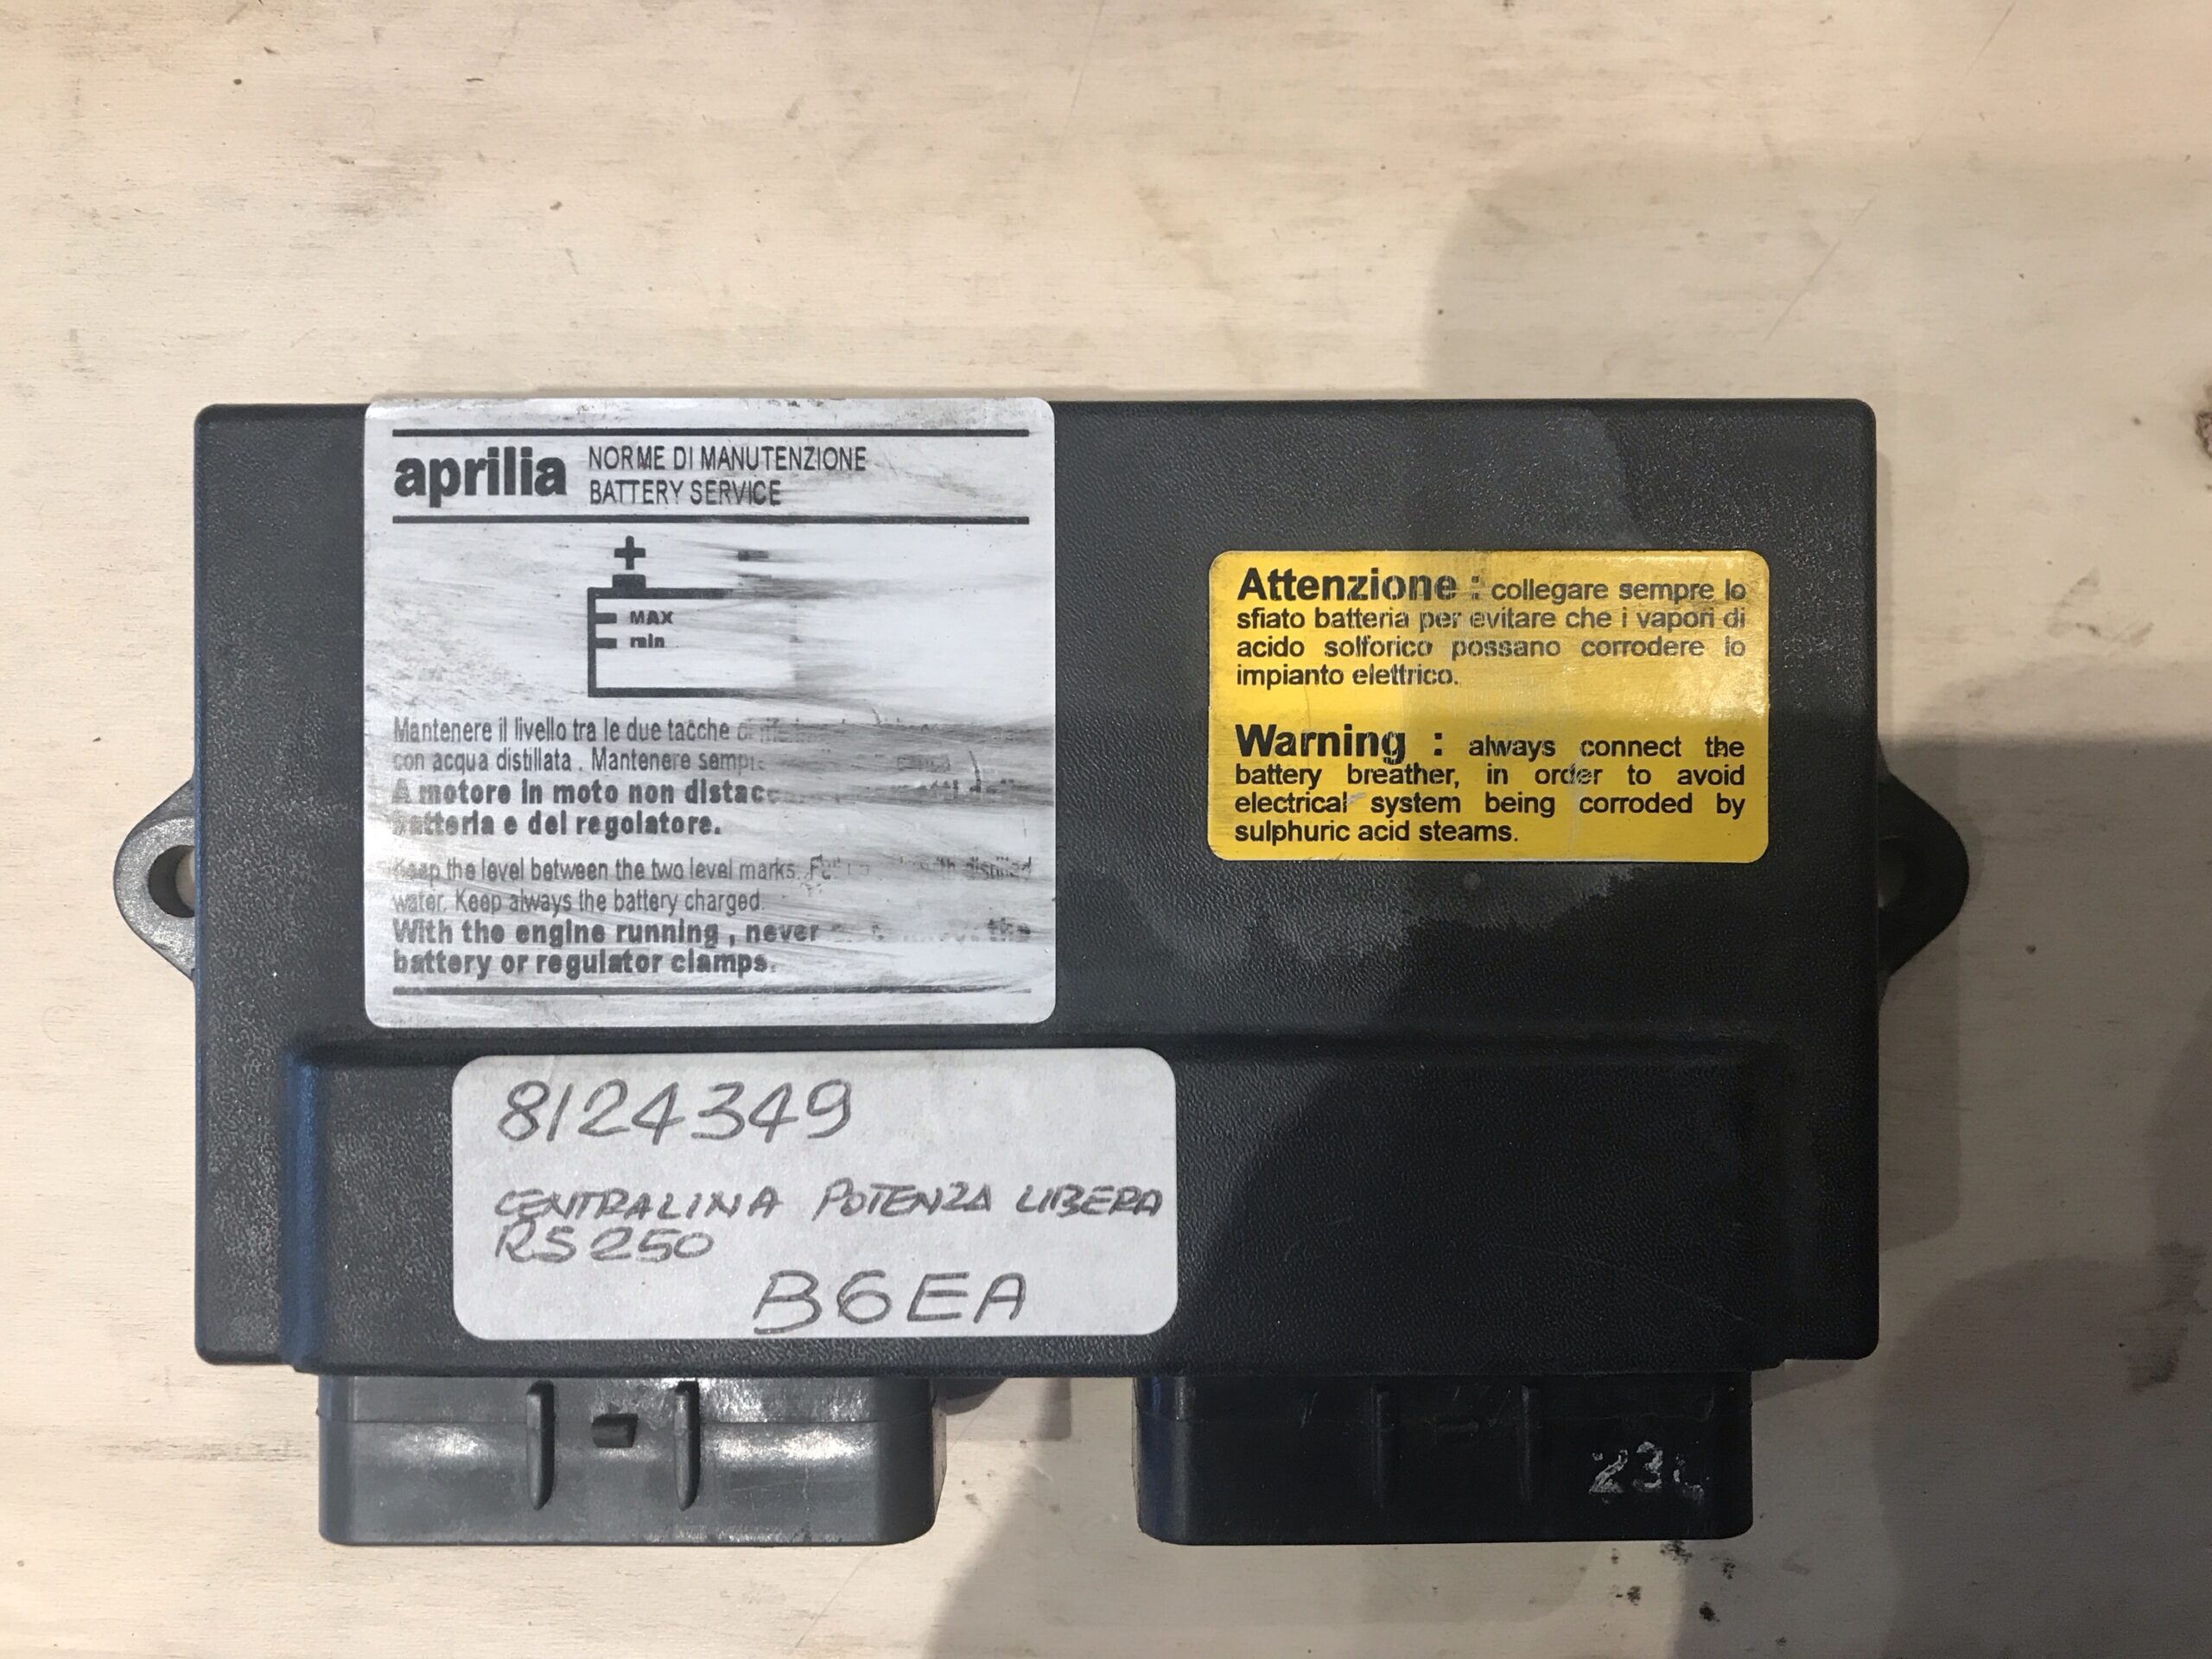 aprilia NORME DI MANUTENZIONE
BATTERY SERVICE
+
MAX
min
Mantenere il livello tra le due tacche
con acqua distillata . Mantenere
A motore in moto non
batteria e del regolatore.
Keep the level between the two level marks. distilled
water. Keep always the battery charged.
With the engine running , never the
battery or regulator clamps.
Attenzione : collegare sempre lo
sfiato batteria per evitare che i vapori di
acido solforico possano corrodere lo
impianto elettrico.
Warning : always connect the
battery breather, in order to avoid
electrical system being corroded by
sulphuric acid steams.
8124349
CENTRALINA POTENZA LIBERA
RS250
B6EA